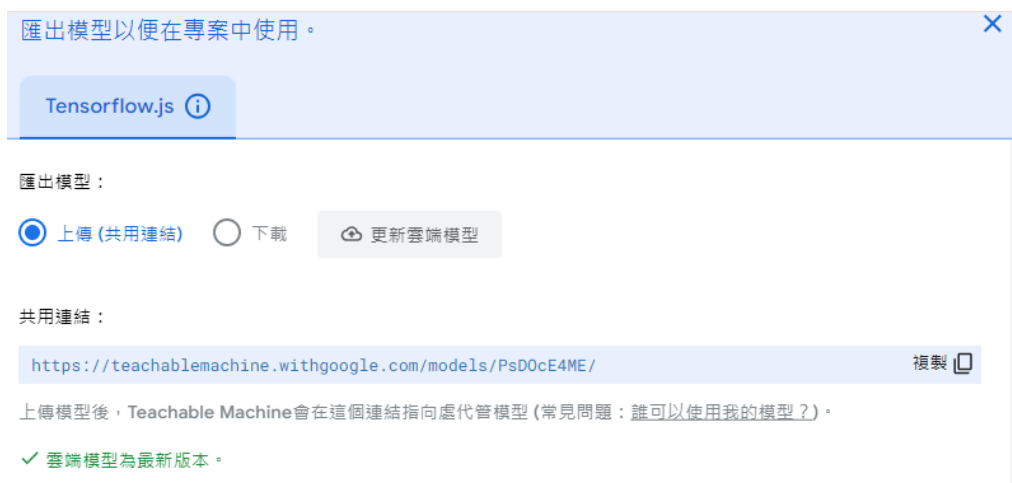 匯出模型以便在專案中使用。
Tensorflow.js
匯出模型：
上傳 (共用連結) 下載 更新雲端模型
共用連結：
https://teachablemachine.withgoogle.com/models/PsDOcE4ME/ 複製
上傳模型後，Teachable Machine會在這個連結指向處代管模型 (常見問題：誰可以使用我的模型？)。
雲端模型為最新版本。